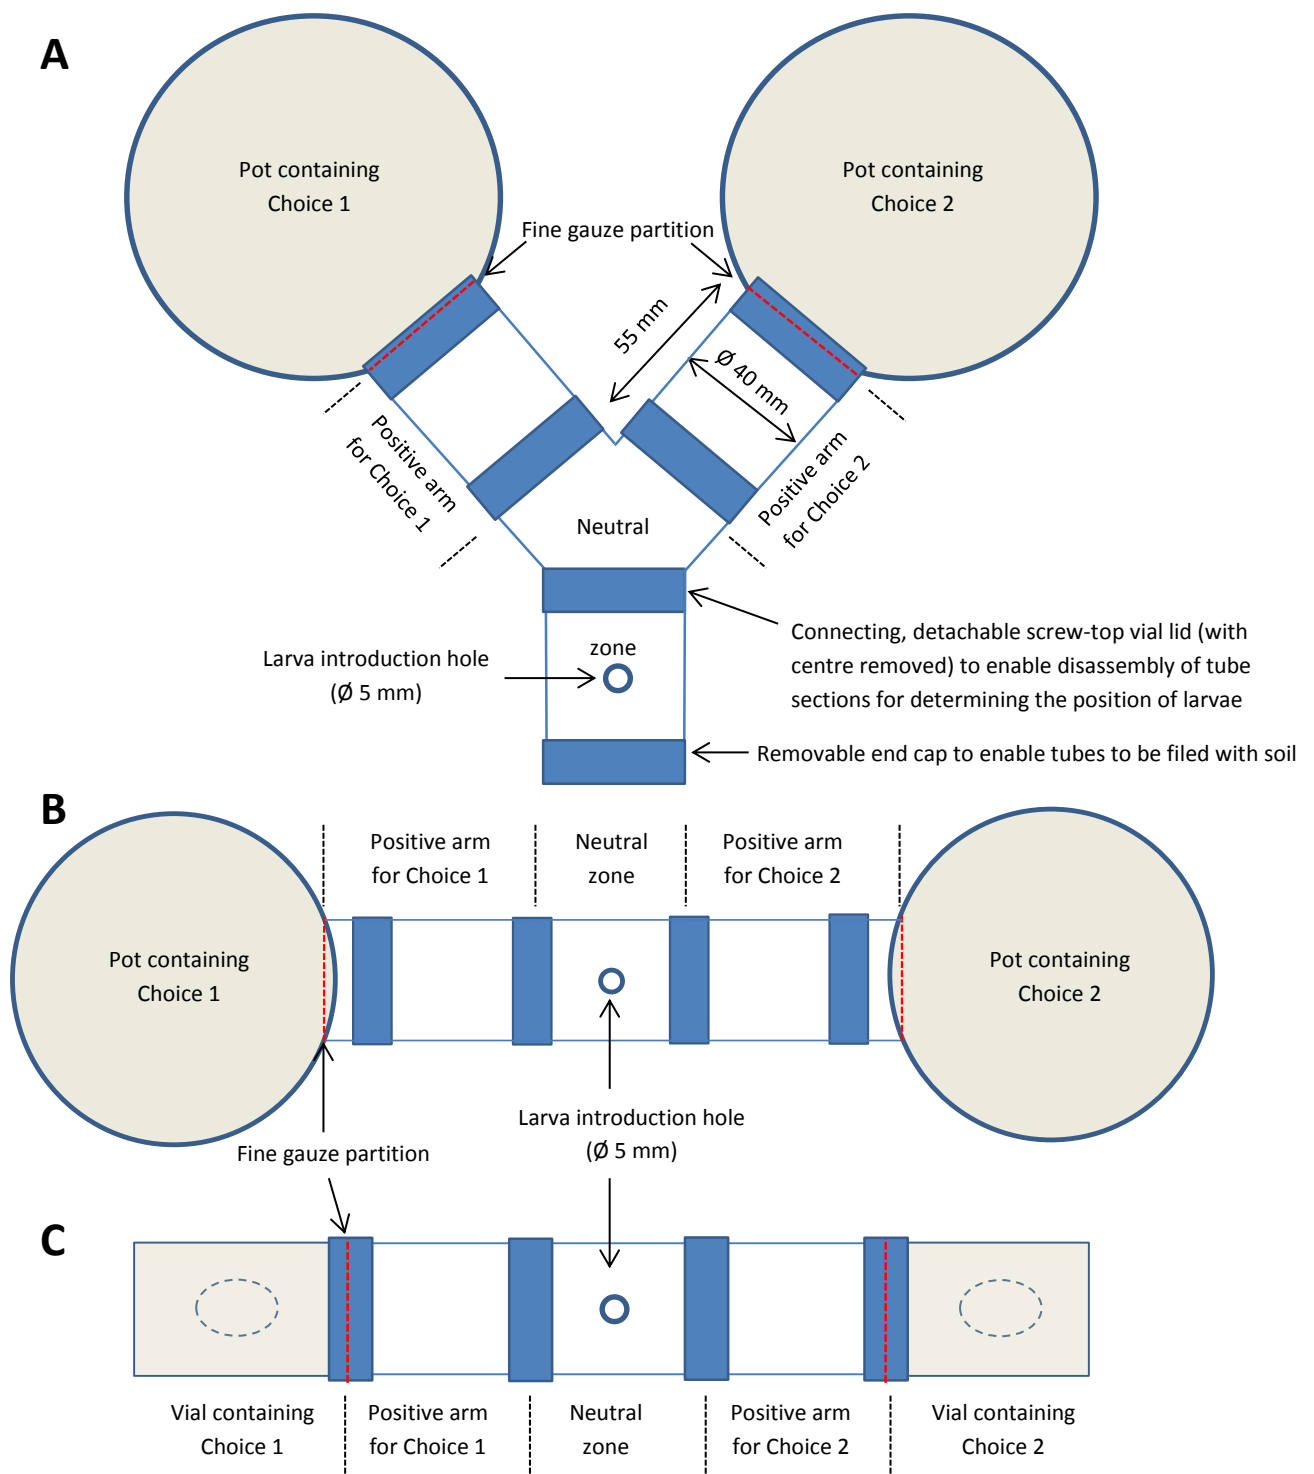 A
Pot containing
Choice 1
Pot containing
Choice 2
Fine gauze partition
55 mm
Ø 40 mm
Positive arm
for Choice 1
Positive arm
for Choice 2
Neutral
zone
Larva introduction hole
(Ø 5 mm)
Connecting, detachable screw-top vial lid (with
centre removed) to enable disassembly of tube
sections for determining the position of larvae
Removable end cap to enable tubes to be filed with soil
B
Positive arm
for Choice 1
Neutral
zone
Positive arm
for Choice 2
Pot containing
Choice 1
Pot containing
Choice 2
Larva introduction hole
(Ø 5 mm)
Fine gauze partition
C
Vial containing
Choice 1
Positive arm
for Choice 1
Neutral
zone
Positive arm
for Choice 2
Vial containing
Choice 2